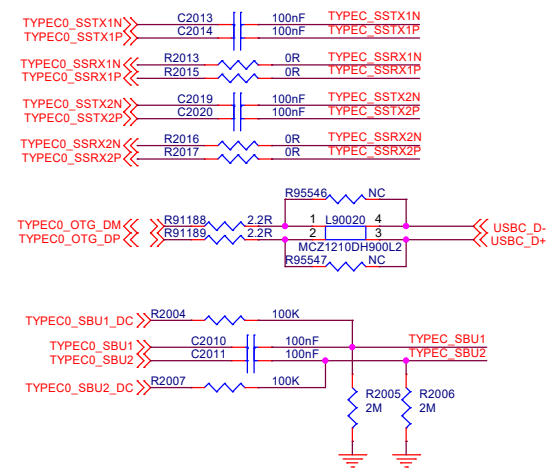 TYPEC0_SSTX1N C2013 100nF TYPEC_SSTX1N
TYPEC0_SSTX1P C2014 100nF TYPEC_SSTX1P
TYPEC0_SSRX1N R2013 0R TYPEC_SSRX1N
TYPEC0_SSRX1P R2015 0R TYPEC_SSRX1P
TYPEC0_SSTX2N C2019 100nF TYPEC_SSTX2N
TYPEC0_SSTX2P C2020 100nF TYPEC_SSTX2P
TYPEC0_SSRX2N R2016 0R TYPEC_SSRX2N
TYPEC0_SSRX2P R2017 0R TYPEC_SSRX2P
R95546 NC
TYPEC0_OTG_DM R91188 2.2R 1 L90020 4 USBC_D-
TYPEC0_OTG_DP R91189 2.2R 2 3 USBC_D+
MCZ1210DH900L2
R95547 NC
TYPEC0_SBU1_DC R2004 100K
TYPEC0_SBU1 C2010 100nF TYPEC_SBU1
TYPEC0_SBU2 C2011 100nF TYPEC_SBU2
TYPEC0_SBU2_DC R2007 100K
R2005 R2006
2M 2M